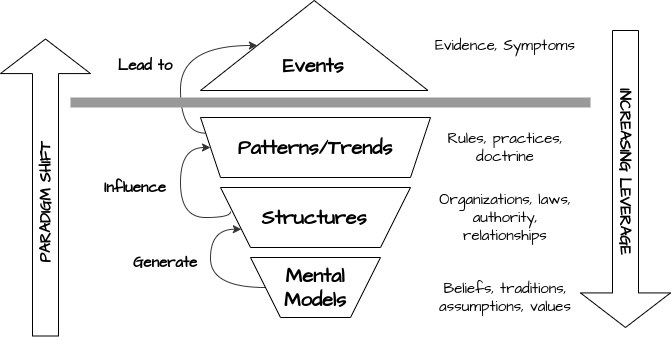 Evidence, Symptoms
Lead to
Events
Patterns/Trends
Rules, practices,
doctrine
Influence
Structures
Organizations, laws,
authority,
relationships
Generate
Mental
Models
Beliefs, traditions,
assumptions, values
PARADIGM SHIFT
INCREASING LEVERAGE